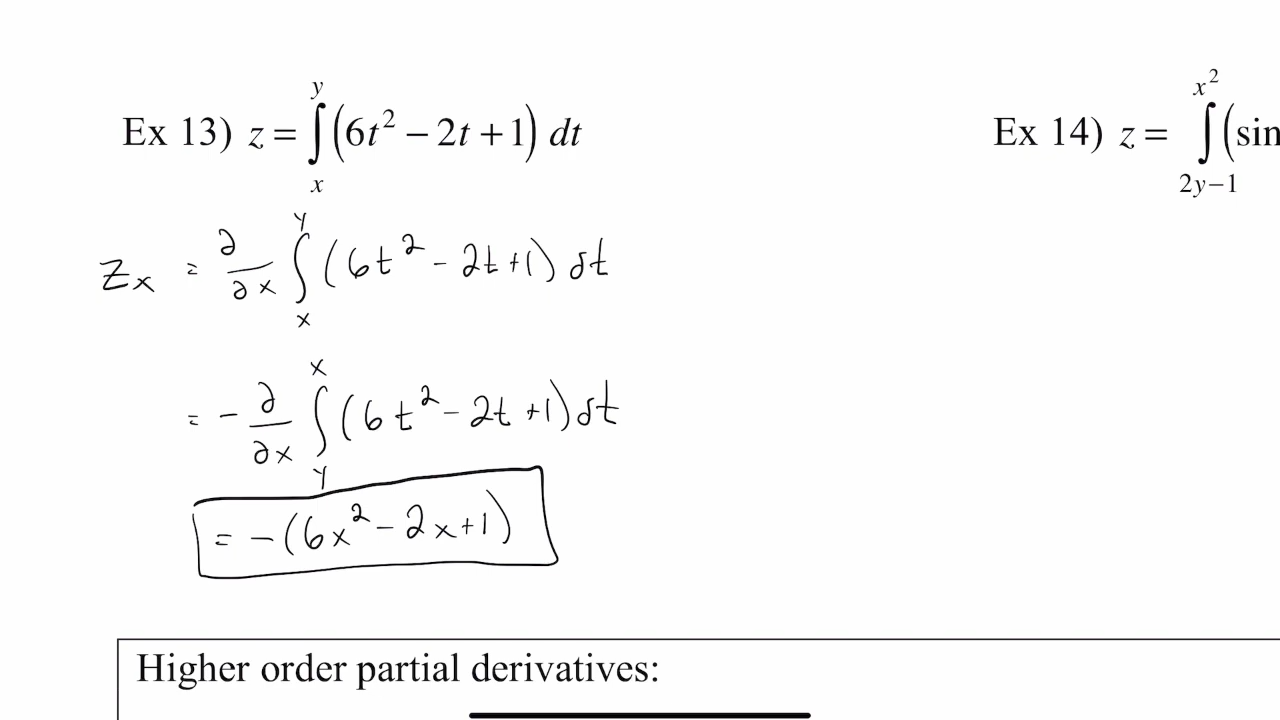 Ex 13) z = ∫_x^y (6t² − 2t + 1) dt
Ex 14) z = ∫_{2y−1}^{x²} (sin
Zx = ∂/∂x ∫_x^y (6t² − 2t + 1) dt
= − ∂/∂x ∫_y^x (6t² − 2t + 1) dt
= − (6x² − 2x + 1)
Higher order partial derivatives: